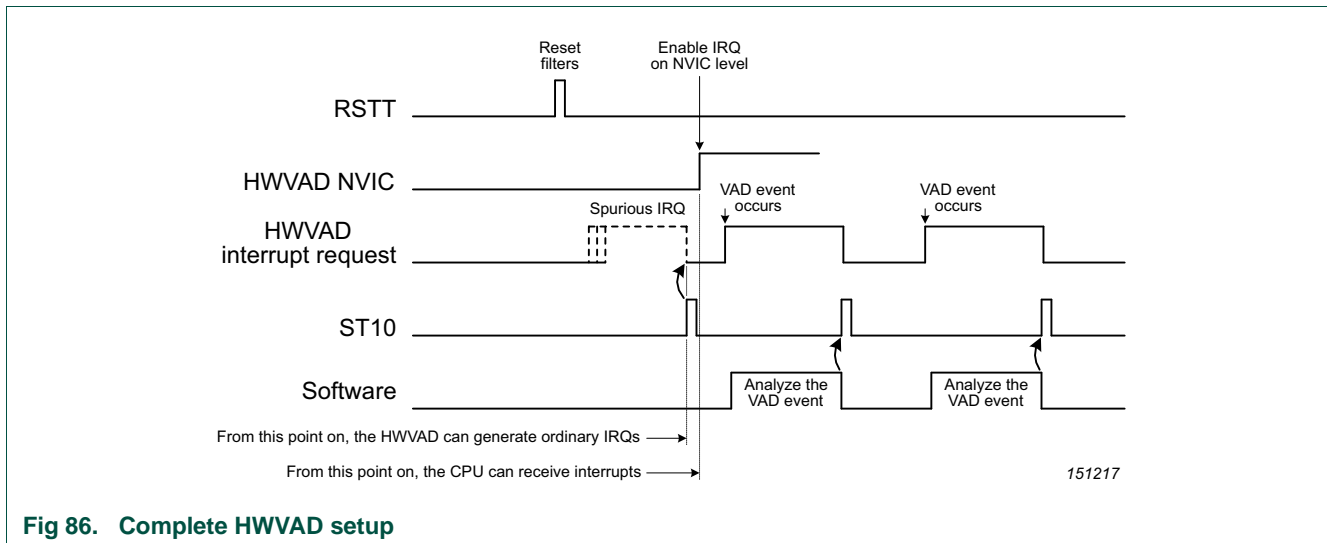 Reset
filters
Enable IRQ
on NVIC level
RSTT
HWVAD NVIC
VAD event
occurs
VAD event
occurs
Spurious IRQ
HWVAD
interrupt request
ST10
Software
Analyze the
VAD event
Analyze the
VAD event
From this point on, the HWVAD can generate ordinary IRQs
From this point on, the CPU can receive interrupts
151217
Fig 86. Complete HWVAD setup